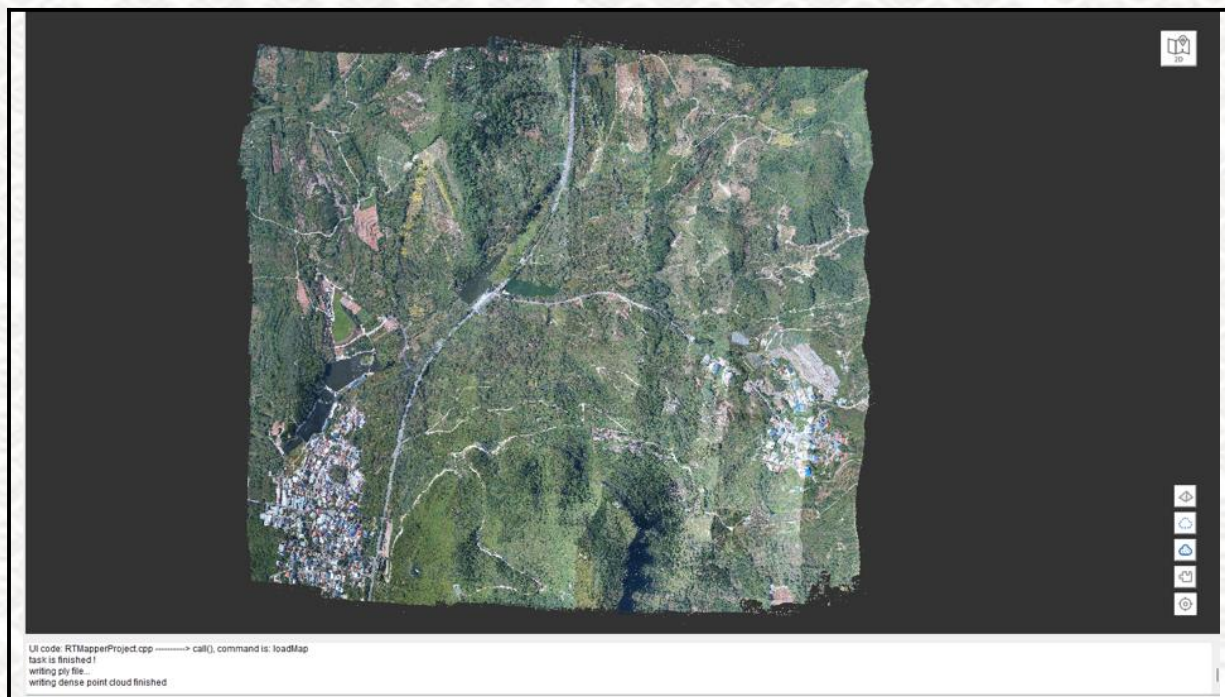 2D
UI code: RTMapperProject.cpp ----------> call(), command is: loadMap
task is finished !
writing ply file...
writing dense point cloud finished